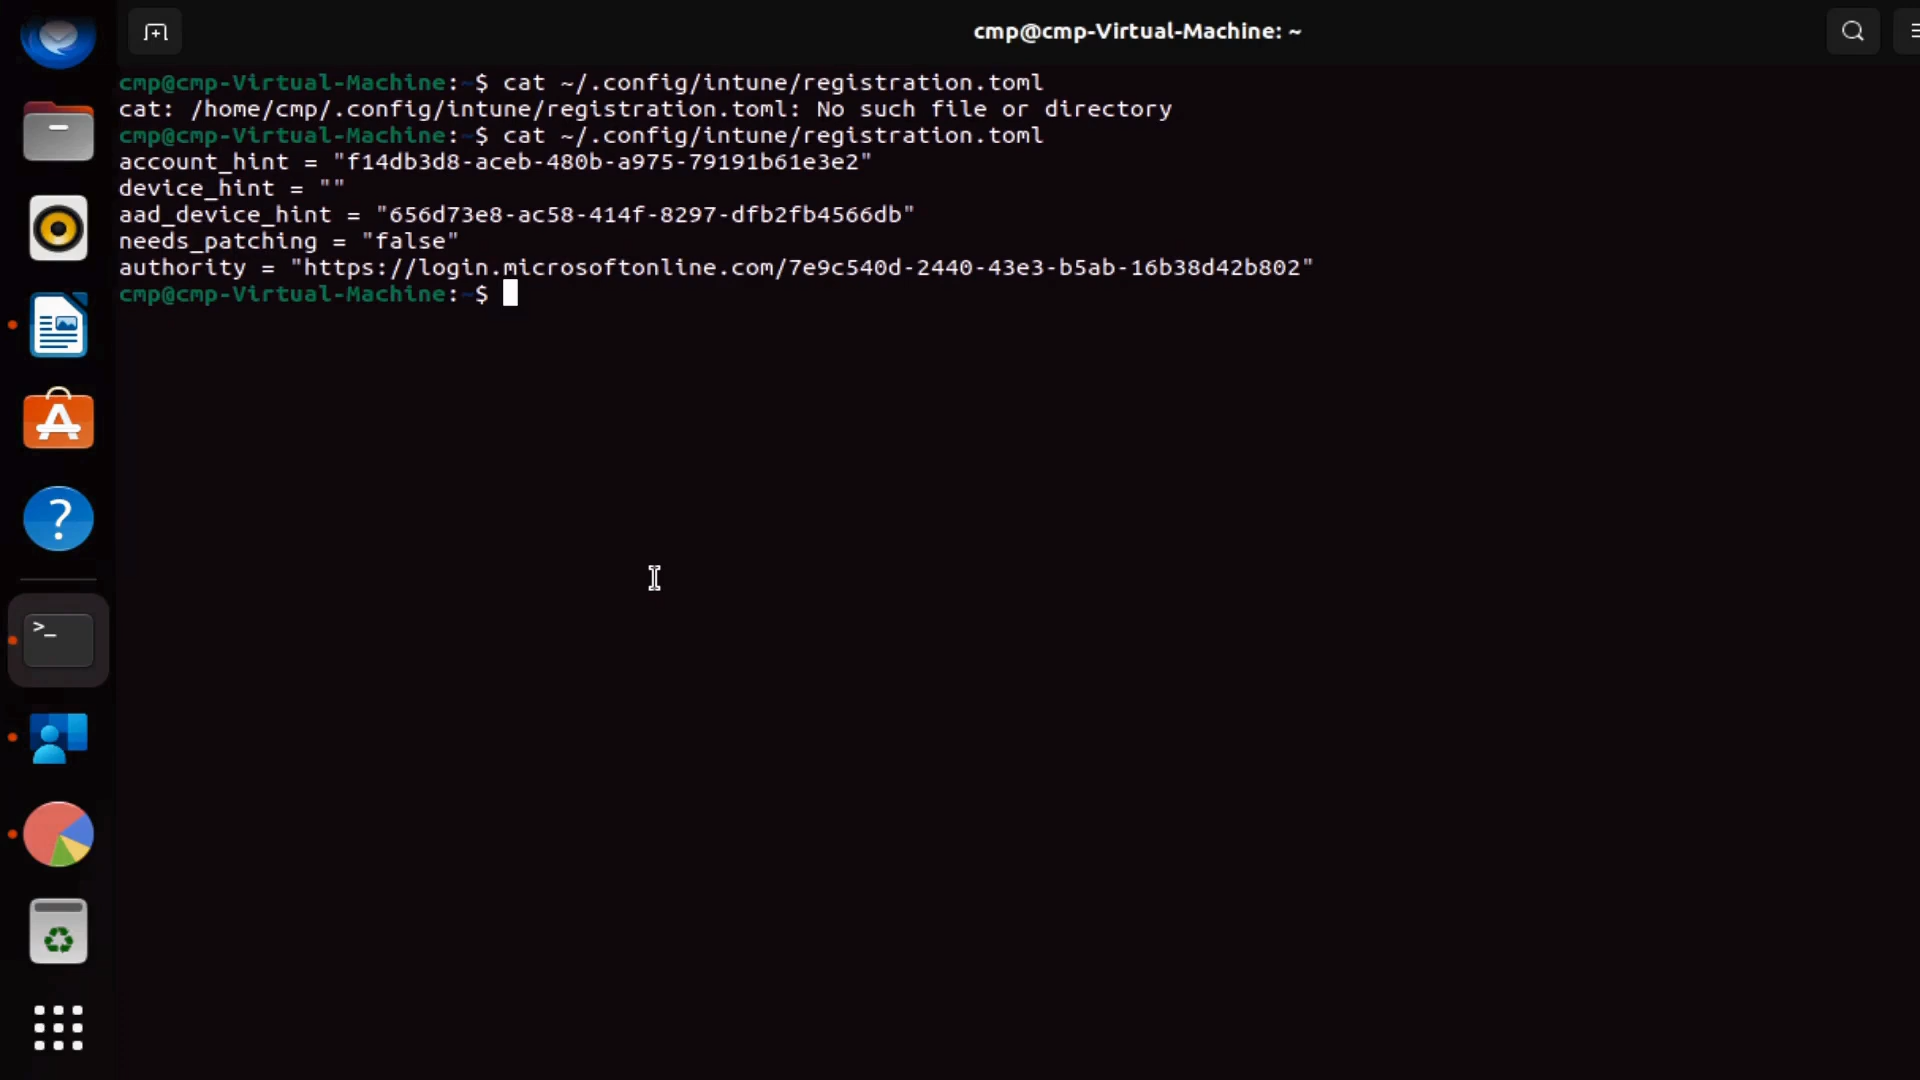 cmp@cmp-Virtual-Machine: ~
cmp@cmp-Virtual-Machine:~$ cat ~/.config/intune/registration.toml
cat: /home/cmp/.config/intune/registration.toml: No such file or directory
cmp@cmp-Virtual-Machine:~$ cat ~/.config/intune/registration.toml
account_hint = "f14db3d8-aceb-480b-a975-79191b61e3e2"
device_hint = ""
aad_device_hint = "656d73e8-ac58-414f-8297-dfb2fb4566db"
needs_patching = "false"
authority = "https://login.microsoftonline.com/7e9c540d-2440-43e3-b5ab-16b38d42b802"
cmp@cmp-Virtual-Machine:~$